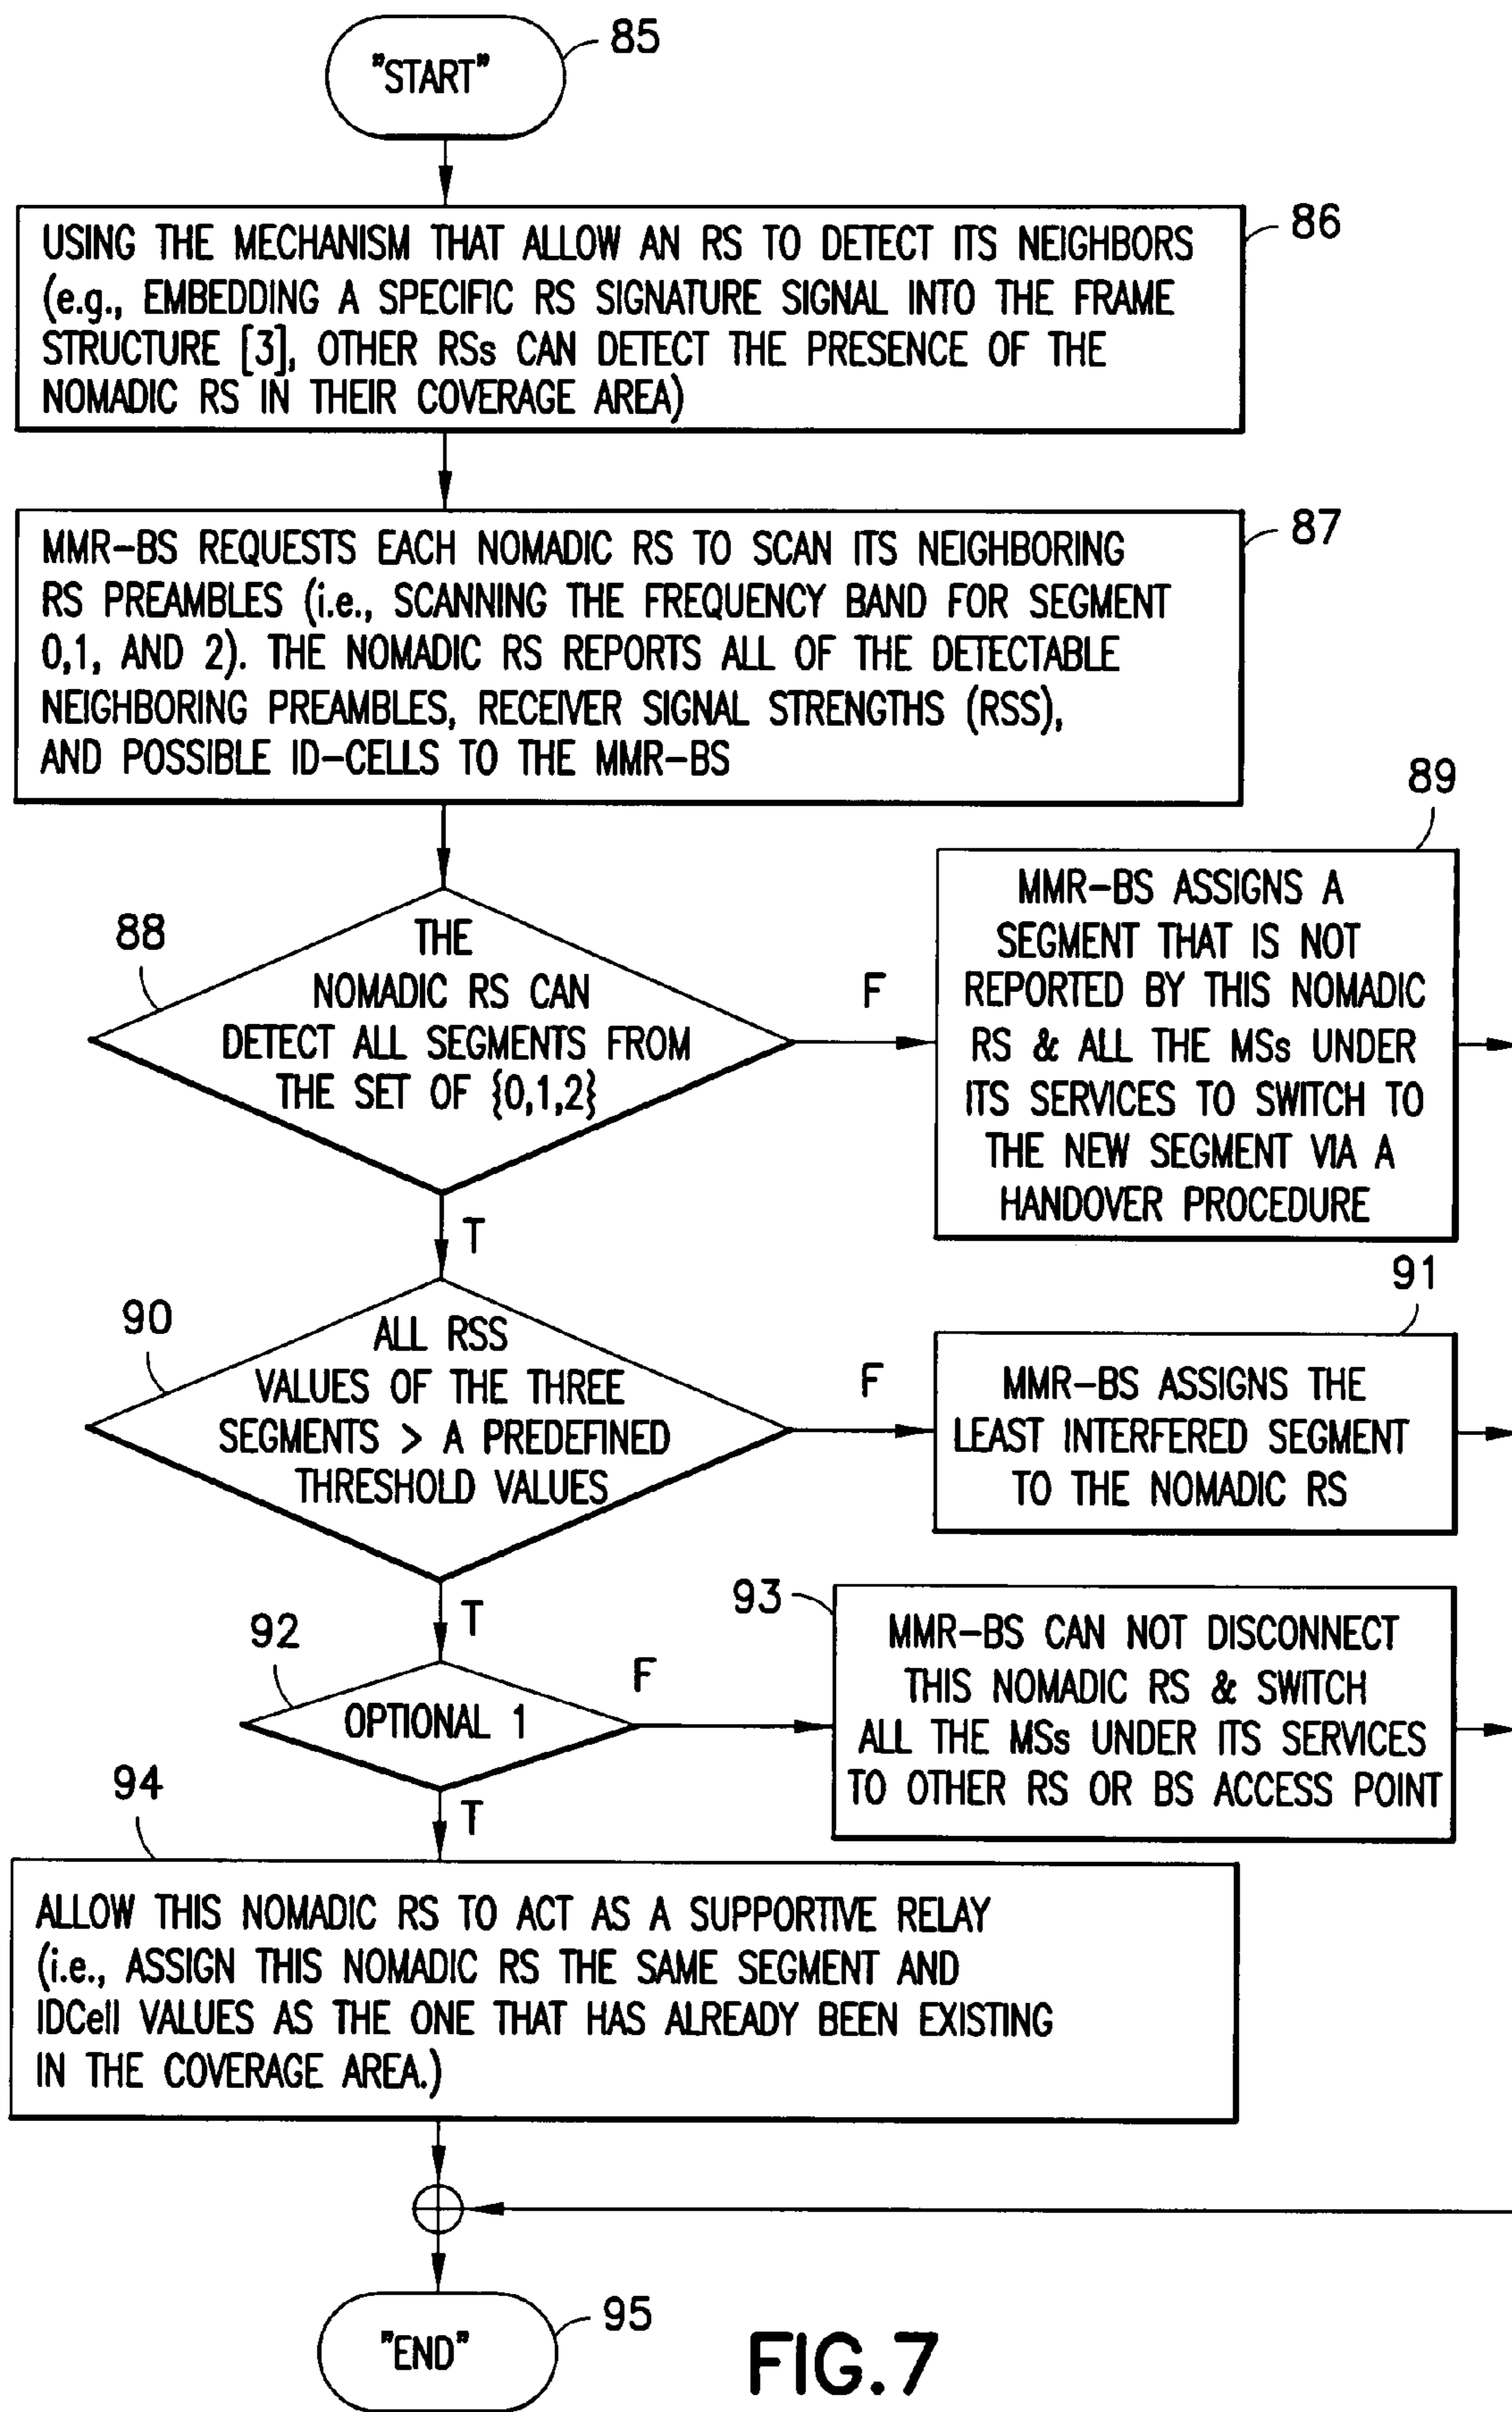 "START"
85
USING THE MECHANISM THAT ALLOW AN RS TO DETECT ITS NEIGHBORS
(e.g., EMBEDDING A SPECIFIC RS SIGNATURE SIGNAL INTO THE FRAME
STRUCTURE [3], OTHER RSs CAN DETECT THE PRESENCE OF THE
NOMADIC RS IN THEIR COVERAGE AREA)
86
MMR-BS REQUESTS EACH NOMADIC RS TO SCAN ITS NEIGHBORING
RS PREAMBLES (i.e., SCANNING THE FREQUENCY BAND FOR SEGMENT
0,1, AND 2). THE NOMADIC RS REPORTS ALL OF THE DETECTABLE
NEIGHBORING PREAMBLES, RECEIVER SIGNAL STRENGTHS (RSS),
AND POSSIBLE ID-CELLS TO THE MMR-BS
87
88
THE
NOMADIC RS CAN
DETECT ALL SEGMENTS FROM
THE SET OF {0,1,2}
F
T
89
MMR-BS ASSIGNS A
SEGMENT THAT IS NOT
REPORTED BY THIS NOMADIC
RS & ALL THE MSs UNDER
ITS SERVICES TO SWITCH TO
THE NEW SEGMENT VIA A
HANDOVER PROCEDURE
90
ALL RSS
VALUES OF THE THREE
SEGMENTS > A PREDEFINED
THRESHOLD VALUES
F
T
91
MMR-BS ASSIGNS THE
LEAST INTERFERED SEGMENT
TO THE NOMADIC RS
92
OPTIONAL 1
F
T
93
MMR-BS CAN NOT DISCONNECT
THIS NOMADIC RS & SWITCH
ALL THE MSs UNDER ITS SERVICES
TO OTHER RS OR BS ACCESS POINT
94
ALLOW THIS NOMADIC RS TO ACT AS A SUPPORTIVE RELAY
(i.e., ASSIGN THIS NOMADIC RS THE SAME SEGMENT AND
IDCell VALUES AS THE ONE THAT HAS ALREADY BEEN EXISTING
IN THE COVERAGE AREA.)
"END"
95
FIG.7